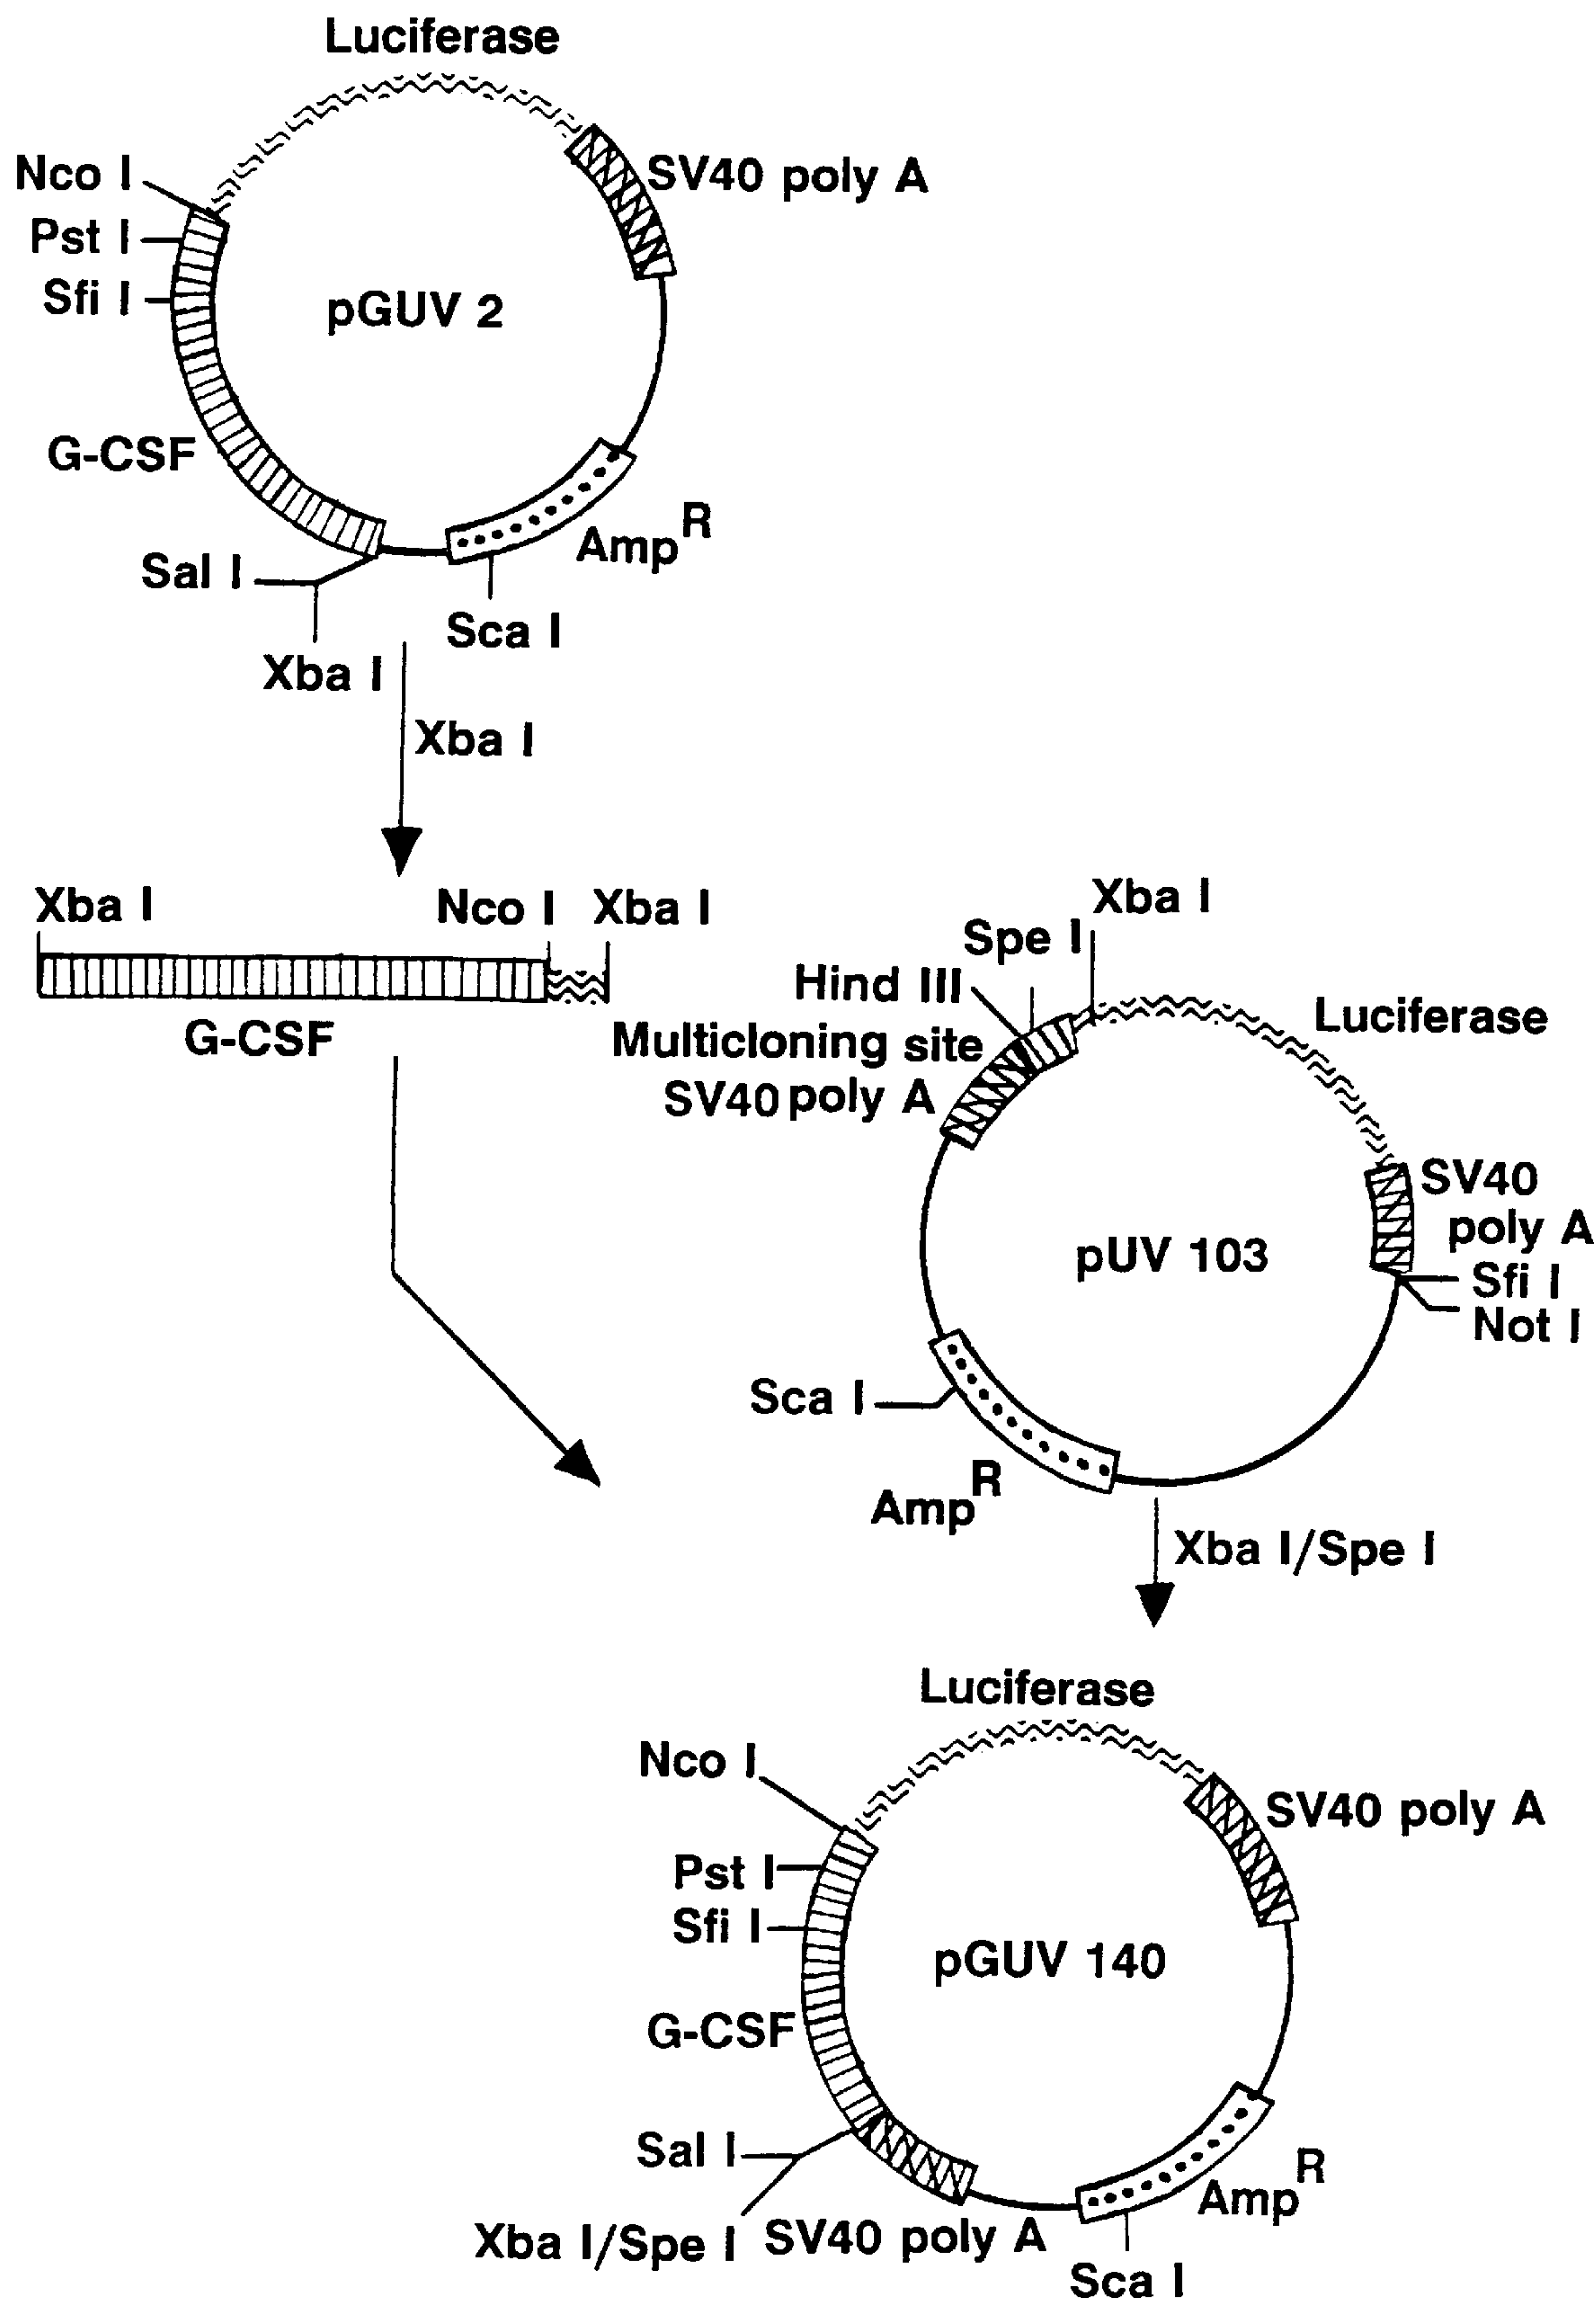 Luciferase
Nco I
SV40 poly A
Pst I
Sfi I
pGUV 2
G-CSF
Amp R
Sal I
Sca I
Xba I
Xba I
Xba I
Nco I
Xba I
G-CSF
Xba I
Spe I
Hind III
Luciferase
Multicloning site
SV40 poly A
SV40
poly A
pUV 103
Sfi I
Not I
Sca I
Amp R
Xba I/Spe I
Luciferase
Nco I
SV40 poly A
Pst I
Sfi I
pGUV 140
G-CSF
Sal I
Amp R
Xba I/Spe I
SV40 poly A
Sca I